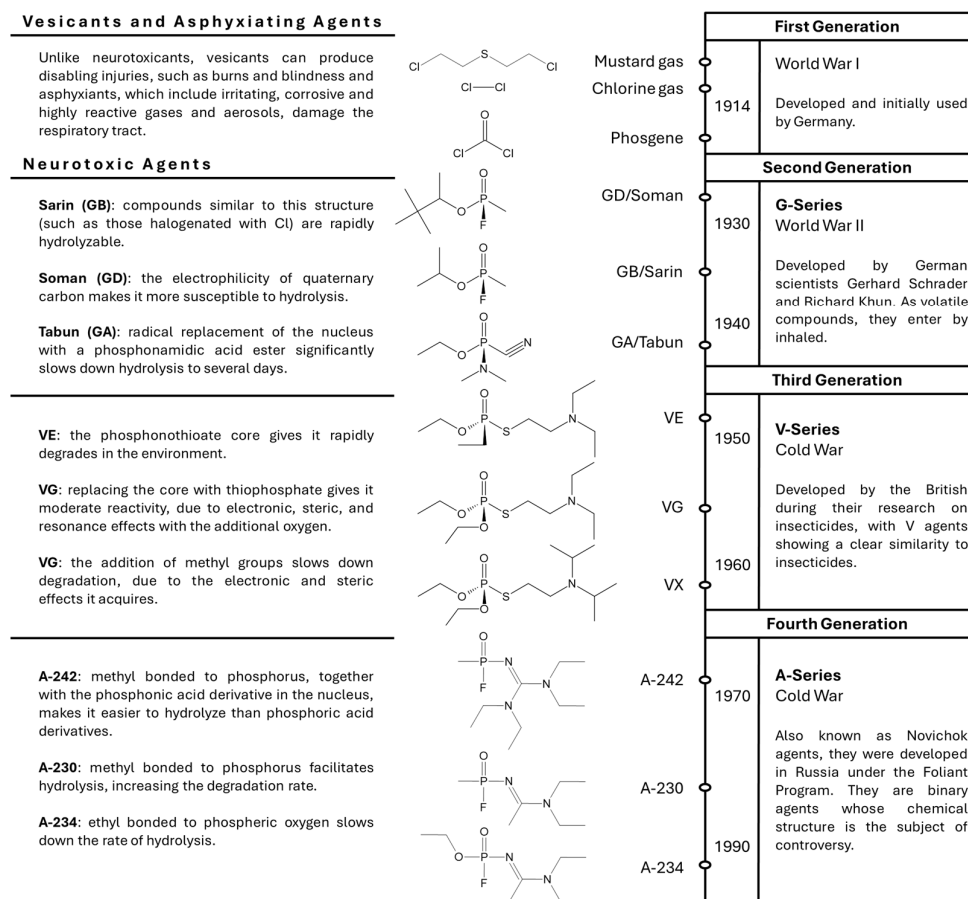 Vesicants and Asphyxiating Agents
Unlike neurotoxicants, vesicants can produce
disabling injuries, such as burns and blindness and
asphyxiants, which include irritating, corrosive and
highly reactive gases and aerosols, damage the
respiratory tract.
Neurotoxic Agents
Sarin (GB): compounds similar to this structure
(such as those halogenated with Cl) are rapidly
hydrolyzable.
Soman (GD): the electrophilicity of quaternary
carbon makes it more susceptible to hydrolysis.
Tabun (GA): radical replacement of the nucleus
with a phosphonamidic acid ester significantly
slows down hydrolysis to several days.
VE: the phosphonothioate core gives it rapidly
degrades in the environment.
VG: replacing the core with thiophosphate gives it
moderate reactivity, due to electronic, steric, and
resonance effects with the additional oxygen.
VG: the addition of methyl groups slows down
degradation, due to the electronic and steric
effects it acquires.
A-242: methyl bonded to phosphorus, together
with the phosphonic acid derivative in the nucleus,
makes it easier to hydrolyze than phosphoric acid
derivatives.
A-230: methyl bonded to phosphorus facilitates
hydrolysis, increasing the degradation rate.
A-234: ethyl bonded to phospheric oxygen slows
down the rate of hydrolysis.
Cl S Cl
Cl Cl
O
Cl Cl
O
O P
F
O
O P
F
O
O P N
N
O
O P S N
O
O P S N
O
O
O P S N
O
O
P N
F N
N
O
P N
F N
O
O P N
F N
Mustard gas
Chlorine gas
Phosgene
GD/Soman
GB/Sarin
GA/Tabun
VE
VG
VX
A-242
A-230
A-234
1914
1930
1940
1950
1960
1970
1990
First Generation
World War I
Developed and initially used
by Germany.
Second Generation
G-Series
World War II
Developed by German
scientists Gerhard Schrader
and Richard Khun. As volatile
compounds, they enter by
inhaled.
Third Generation
V-Series
Cold War
Developed by the British
during their research on
insecticides, with V agents
showing a clear similarity to
insecticides.
Fourth Generation
A-Series
Cold War
Also known as Novichok
agents, they were developed
in Russia under the Foliant
Program. They are binary
agents whose chemical
structure is the subject of
controversy.